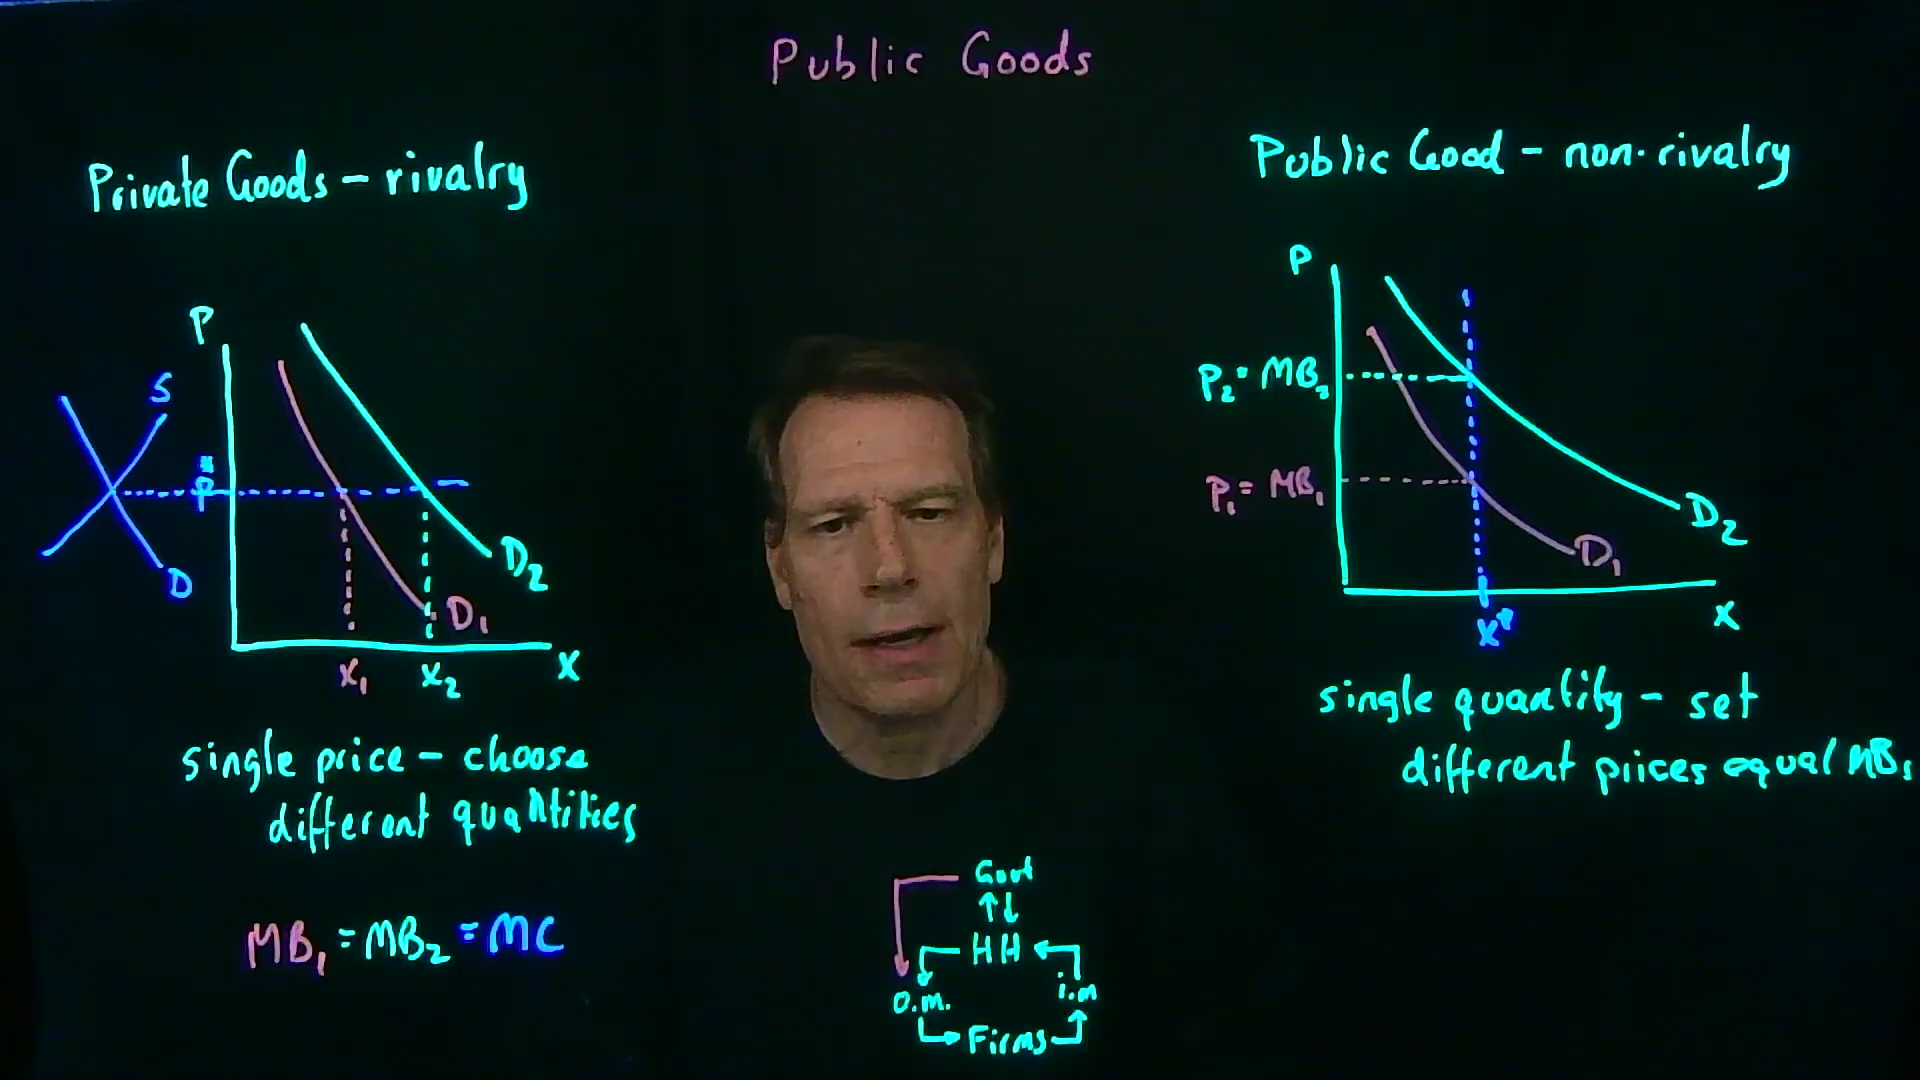 Public Goods
Private Goods - rivalry
P
S
p*
D
D2
D1
x1 x2 x
single price - choose
different quantities
MB1 = MB2 = MC
Govt
HH
o.m. i.m
Firms
Public Good - non-rivalry
P
P2 = MB2
P1 = MB1
D2
D1
x* x
single quantity - set
different prices equal MBs